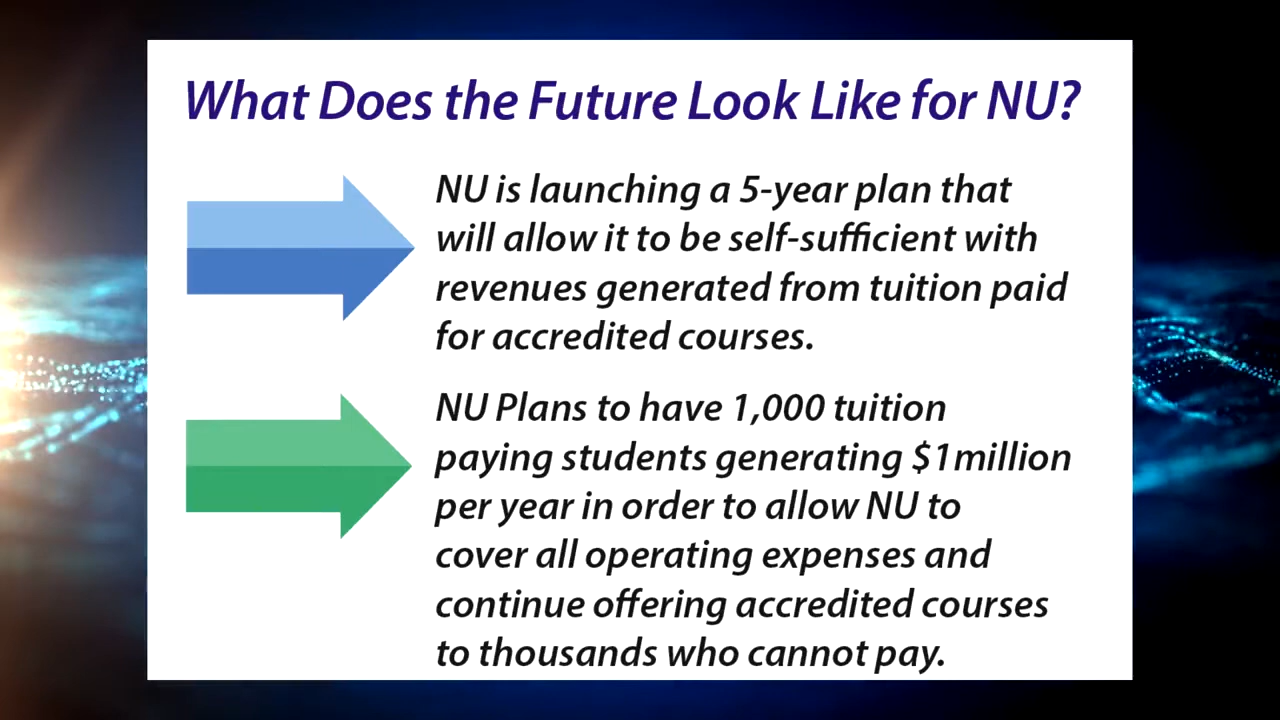 What Does the Future Look Like for NU?
NU is launching a 5-year plan that
will allow it to be self-sufficient with
revenues generated from tuition paid
for accredited courses.
NU Plans to have 1,000 tuition
paying students generating $1million
per year in order to allow NU to
cover all operating expenses and
continue offering accredited courses
to thousands who cannot pay.